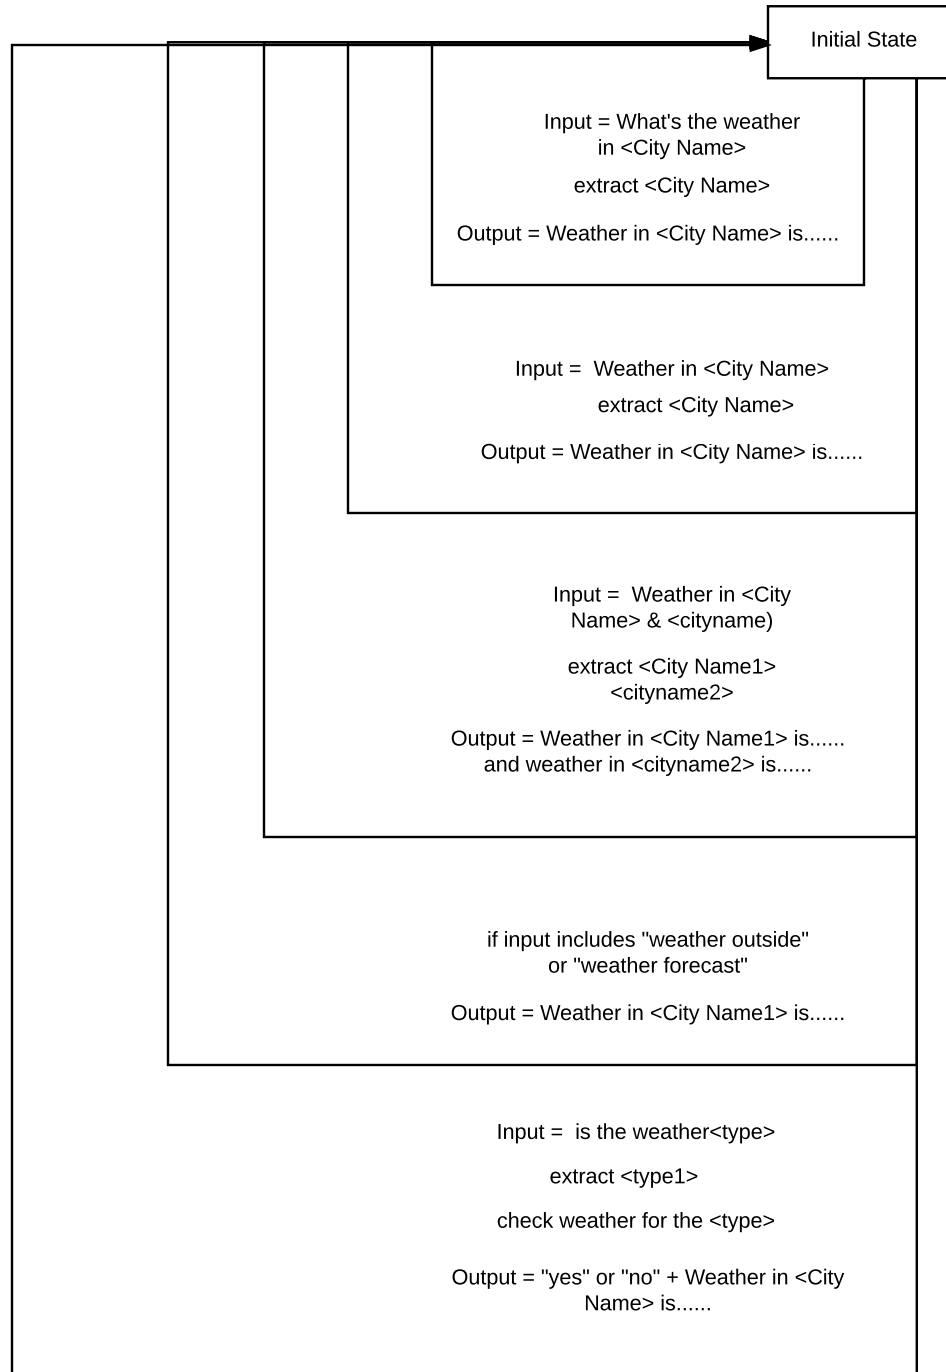 Initial State
Input = What's the weather
in <City Name>
extract <City Name>
Output = Weather in <City Name> is......
Input =  Weather in <City Name>
extract <City Name>
Output = Weather in <City Name> is......
Input =  Weather in <City
Name> & <cityname)
extract <City Name1>
<cityname2>
Output = Weather in <City Name1> is......
and weather in <cityname2> is......
if input includes "weather outside"
or "weather forecast"
Output = Weather in <City Name1> is......
Input =  is the weather<type>
extract <type1>
check weather for the <type>
Output = "yes" or "no" + Weather in <City
Name> is......